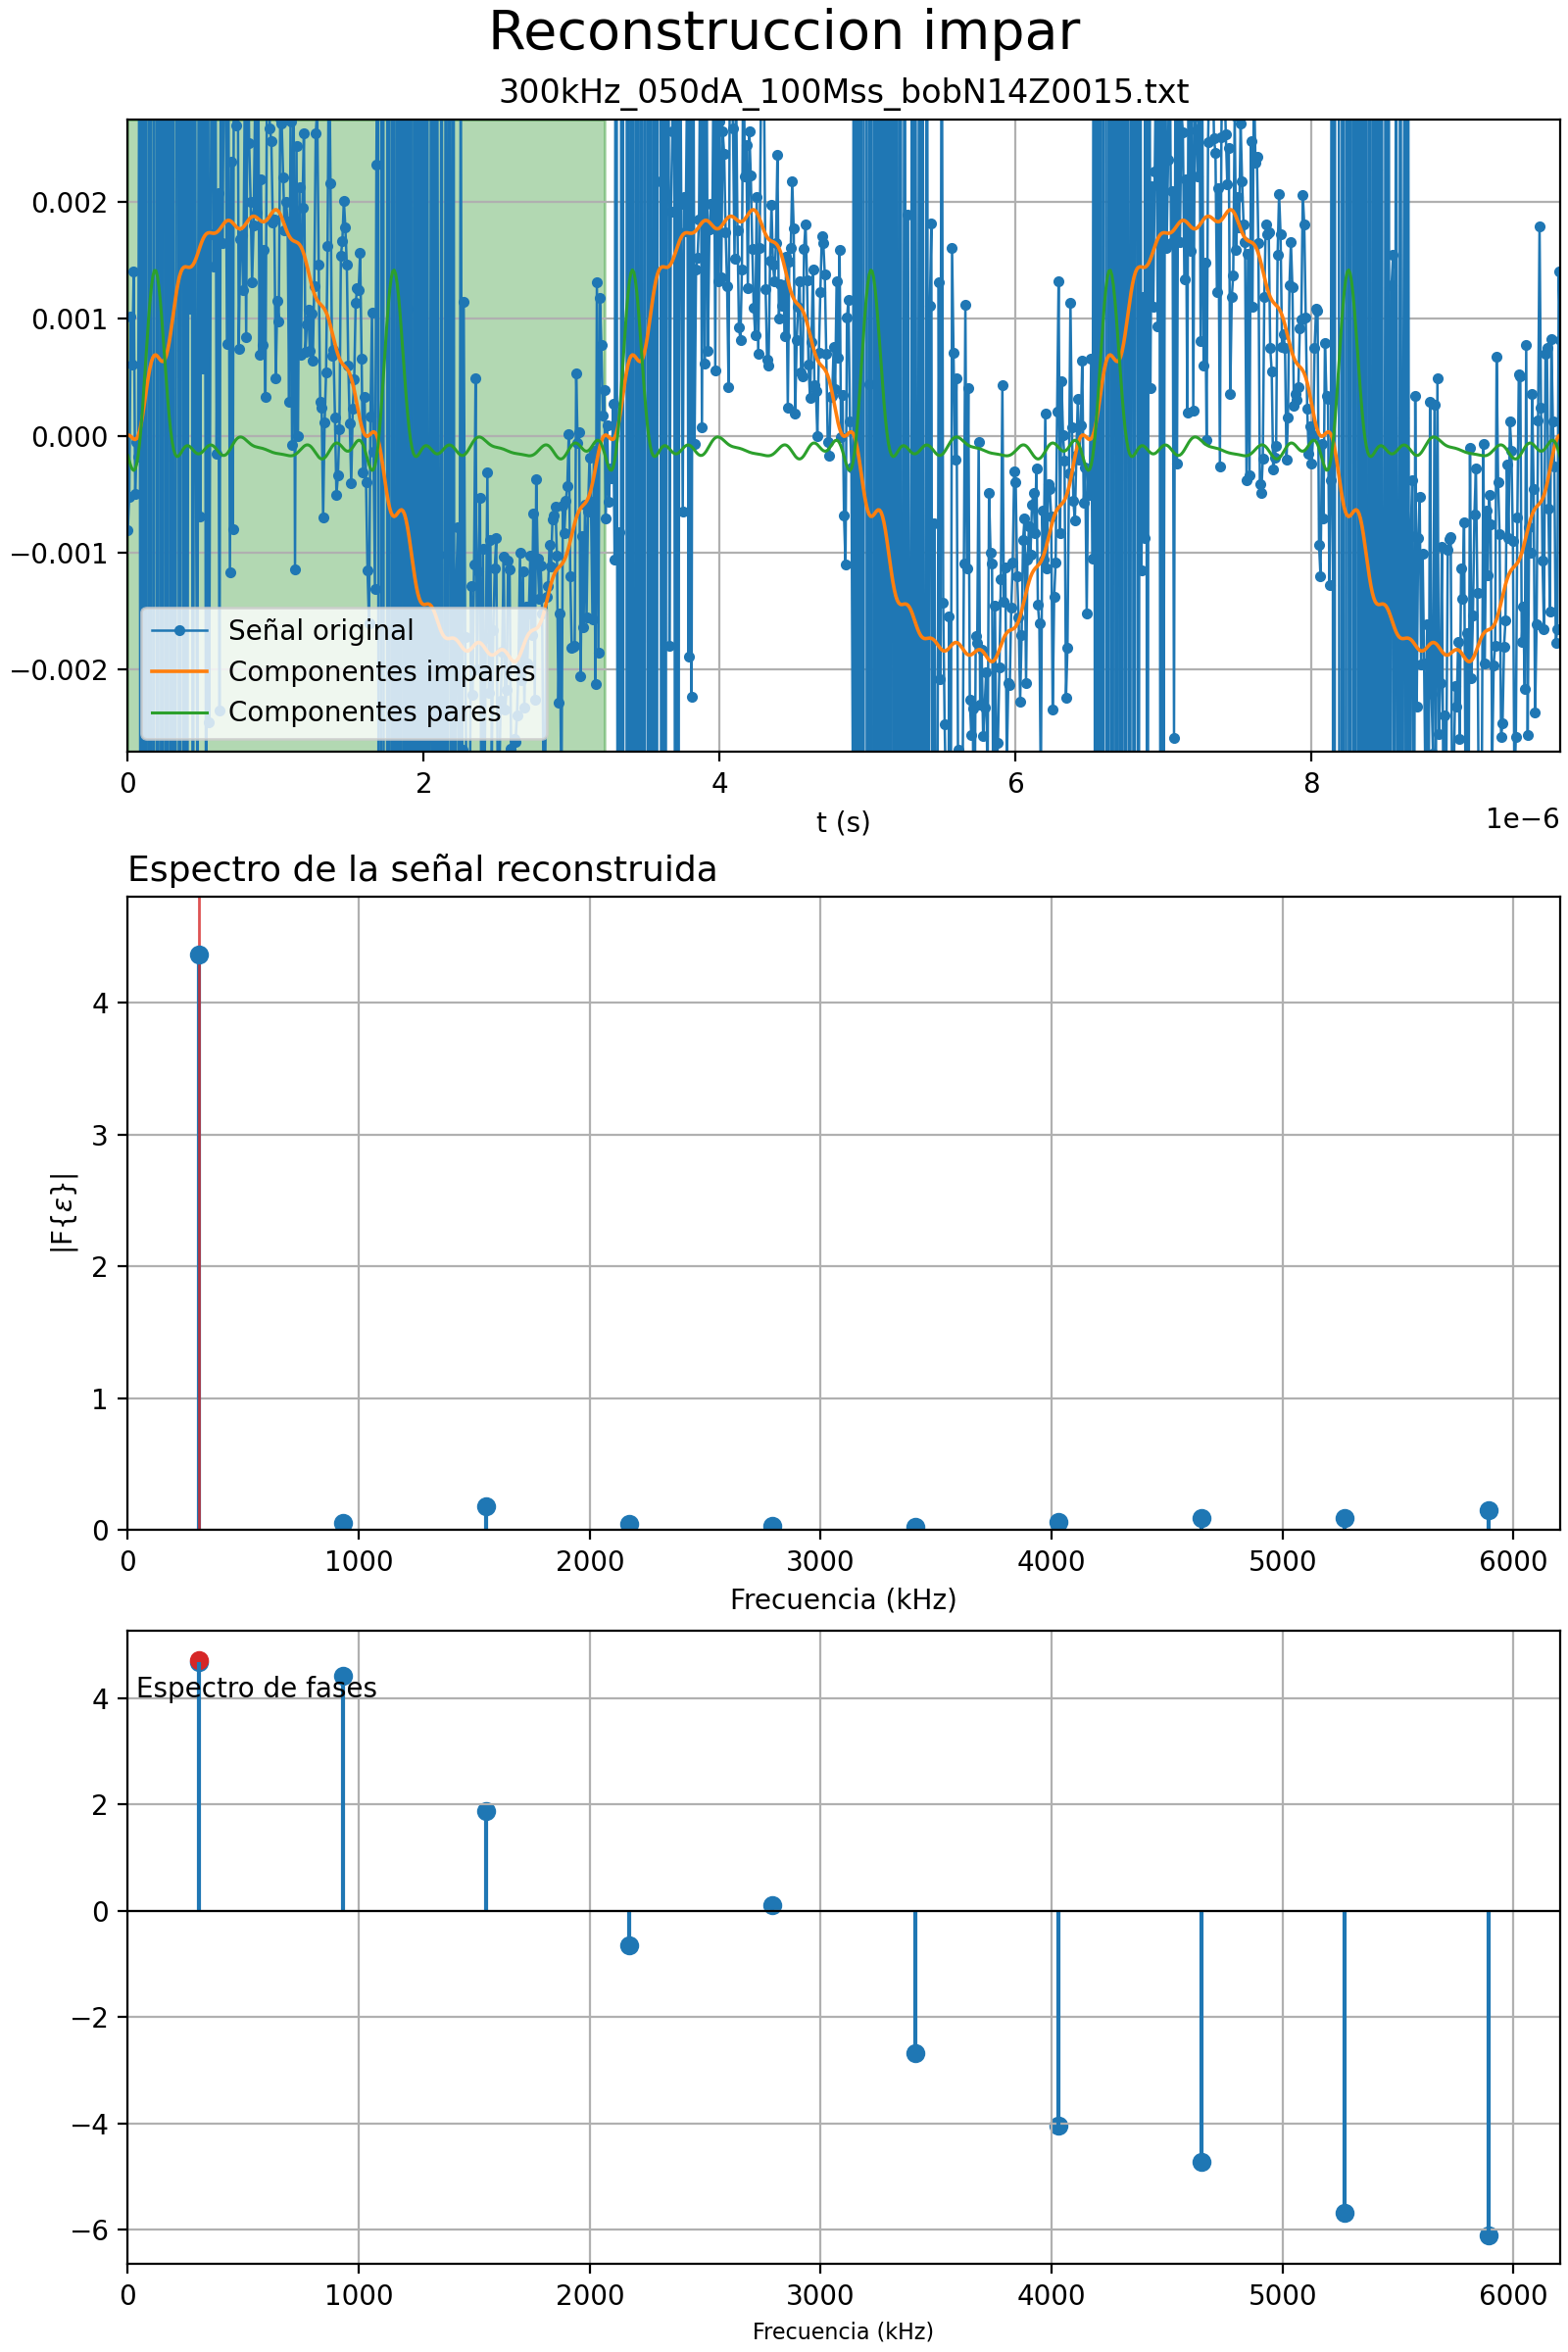 Reconstruccion impar
300kHz_050dA_100Mss_bobN14Z0015.txt
0.002
0.001
0.000
−0.001
−0.002
Señal original
Componentes impares
Componentes pares
0 2 4 6 8
t (s)
1e−6
Espectro de la señal reconstruida
4
3
2
1
0
|F{ε}|
0 1000 2000 3000 4000 5000 6000
Frecuencia (kHz)
Espectro de fases
4
2
0
−2
−4
−6
0 1000 2000 3000 4000 5000 6000
Frecuencia (kHz)